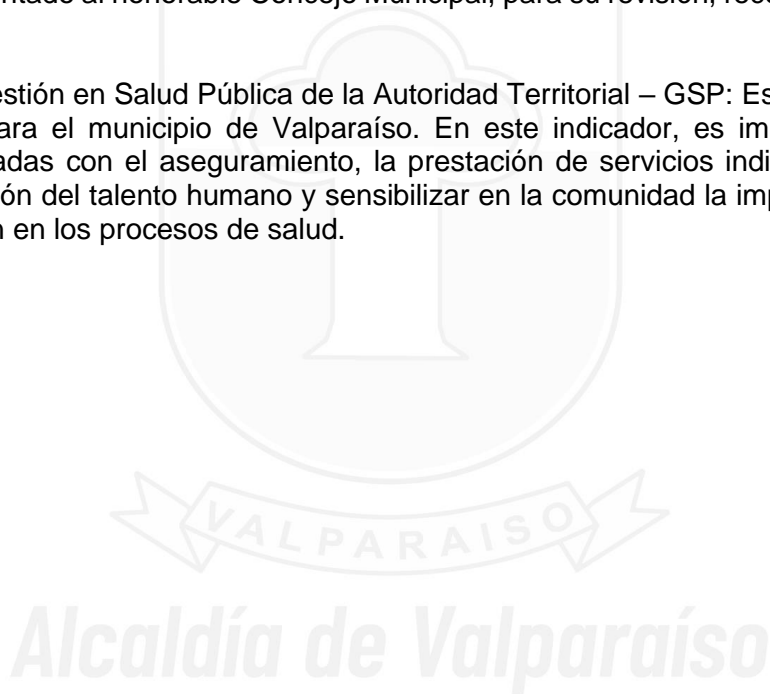 ntado al honorable Concejo Municipal, para su revisión,
estión en Salud Pública de la Autoridad Territorial – GSP: Es
ara el municipio de Valparaíso. En este indicador, es im
adas con el aseguramiento, la prestación de servicios indi
ón del talento humano y sensibilizar en la comunidad la imp
n en los procesos de salud.
VALPARAISO
Alcaldía de Valparaíso